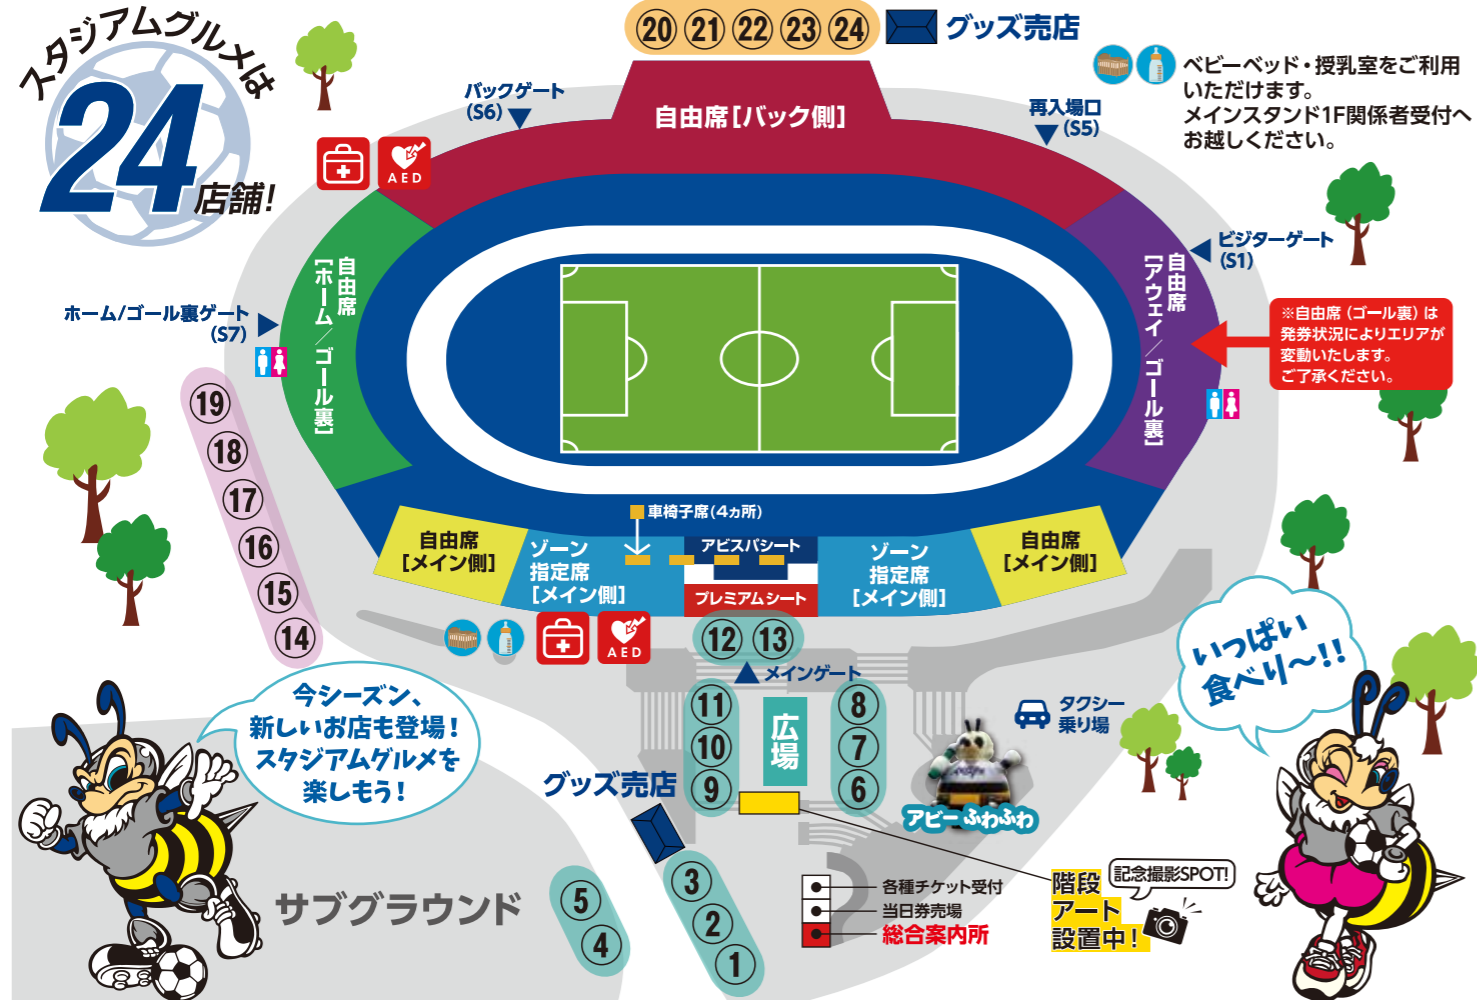 スタジアムグルメは
24
店舗！
⑳ ㉑ ㉒ ㉓ ㉔
グッズ売店
ベビーベッド・授乳室をご利用
いただけます。
メインスタンド1F関係者受付へ
お越しください。
バックゲート
(S6)
自由席［バック側］
再入場口
(S5)
AED
ビジターゲート
(S1)
ホーム/ゴール裏ゲート
(S7)
自由席
［ホーム／ゴール裏］
自由席
［アウェイ／ゴール裏］
※自由席（ゴール裏）は
発券状況によりエリアが
変動いたします。
ご了承ください。
⑲
⑱
⑰
⑯
⑮
⑭
車椅子席(4ヵ所)
自由席
［メイン側］
ゾーン
指定席
［メイン側］
アビスパシート
プレミアムシート
ゾーン
指定席
［メイン側］
自由席
［メイン側］
AED
⑫ ⑬
メインゲート
⑪
⑩
⑨
広場
⑧
⑦
⑥
タクシー
乗り場
アビー ふわふわ
いっぱい
食べり〜!!
今シーズン、
新しいお店も登場！
スタジアムグルメを
楽しもう！
グッズ売店
サブグラウンド
⑤
④
③
②
①
各種チケット受付
当日券売場
総合案内所
階段
アート
設置中！
記念撮影SPOT!